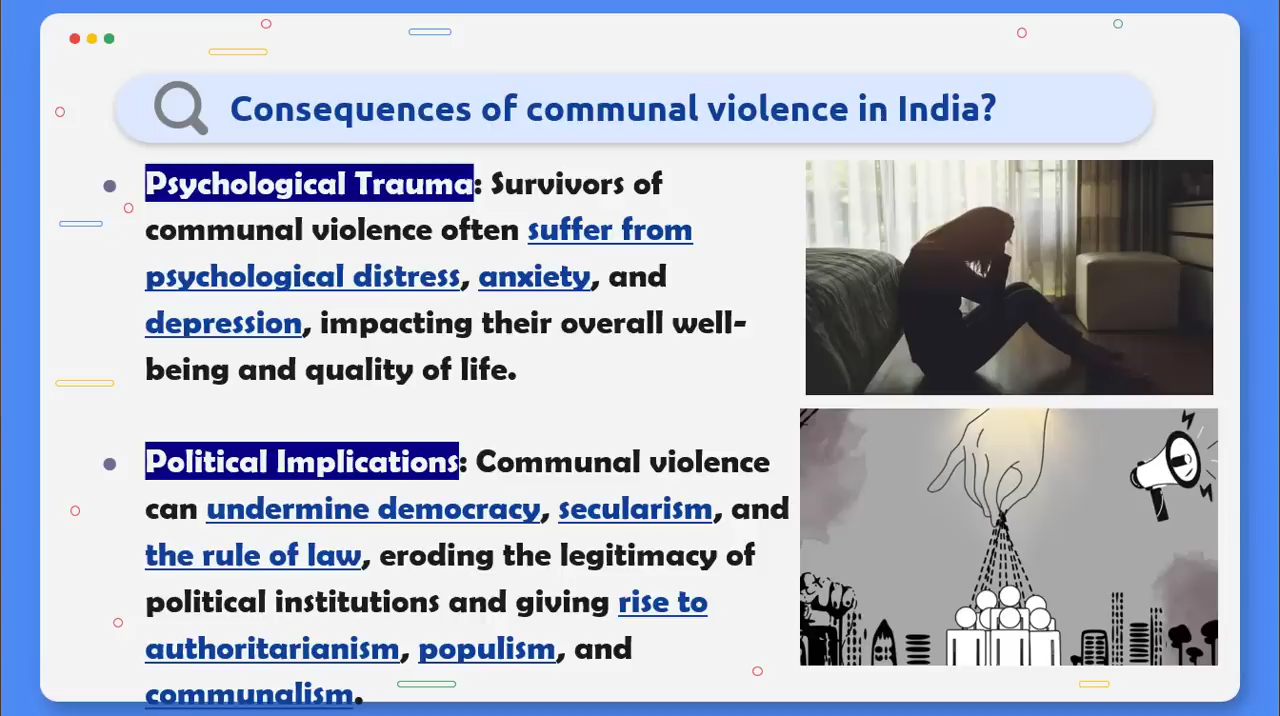 Consequences of communal violence in India?
Psychological Trauma: Survivors of
communal violence often suffer from
psychological distress, anxiety, and
depression, impacting their overall well-
being and quality of life.
Political Implications: Communal violence
can undermine democracy, secularism, and
the rule of law, eroding the legitimacy of
political institutions and giving rise to
authoritarianism, populism, and
communalism.